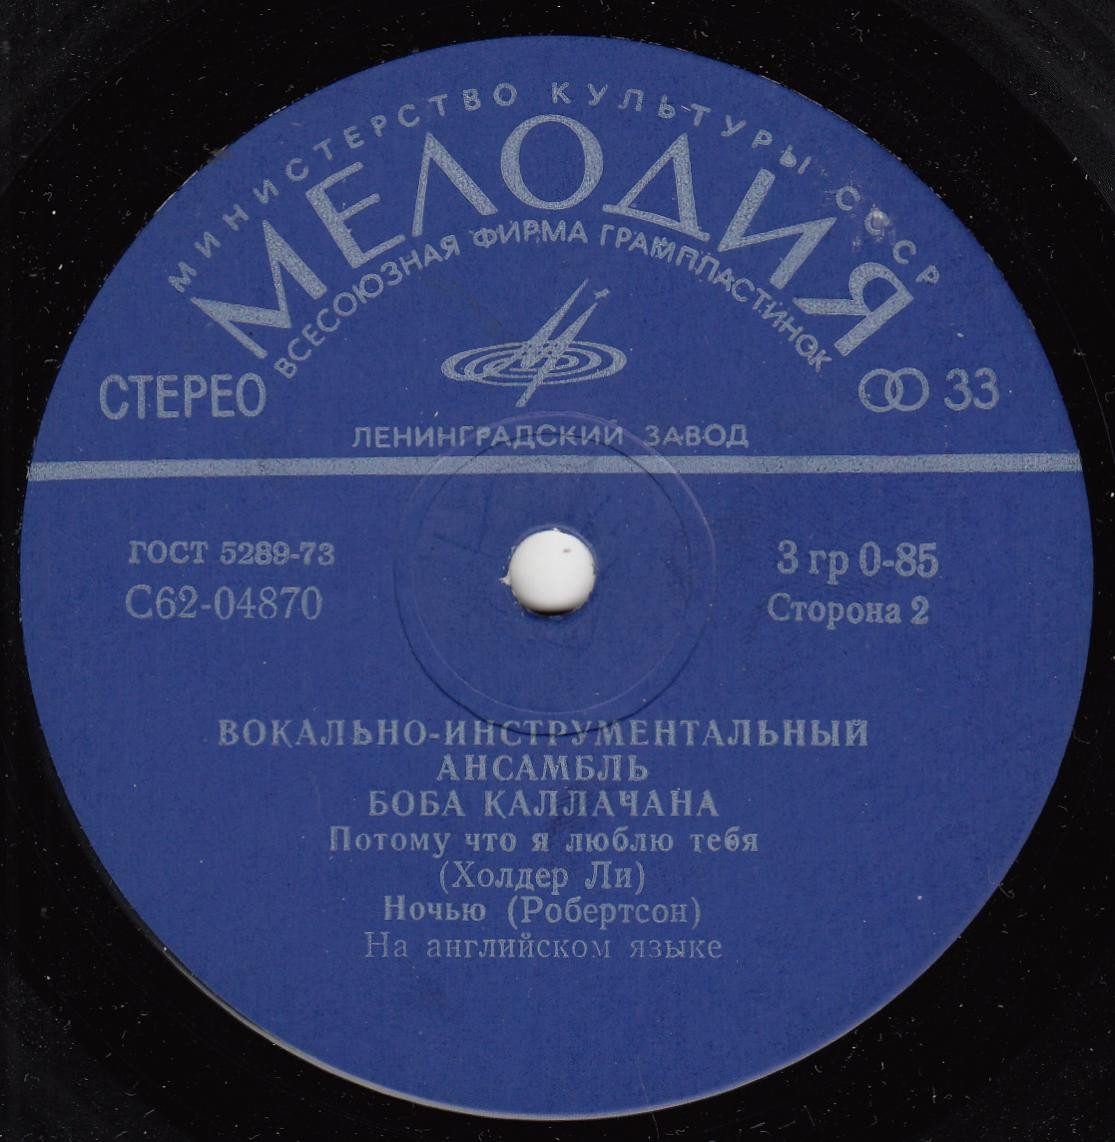 МИНИСТЕРСТВО КУЛЬТУРЫ СССР
МЕЛОДИЯ
ВСЕСОЮЗНАЯ ФИРМА ГРАМПЛАСТИНОК
СТЕРЕО
33
ЛЕНИНГРАДСКИЙ ЗАВОД
ГОСТ 5289-73
3 гр 0-85
С62-04870
Сторона 2
ВОКАЛЬНО-ИНСТРУМЕНТАЛЬНЫЙ
АНСАМБЛЬ
БОБА КАЛЛАЧАНА
Потому что я люблю тебя
(Холдер Ли)
Ночью (Робертсон)
На английском языке